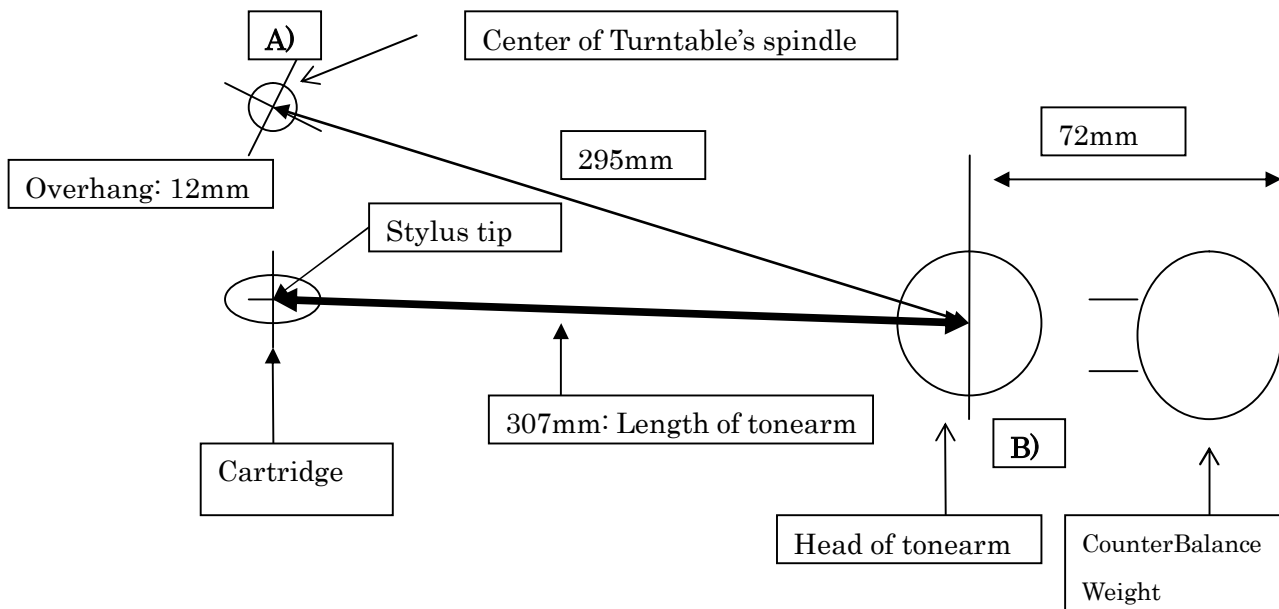 A)
Center of Turntable’s spindle
72mm
295mm
Overhang: 12mm
Stylus tip
307mm: Length of tonearm
B)
Cartridge
Head of tonearm
CounterBalance
Weight